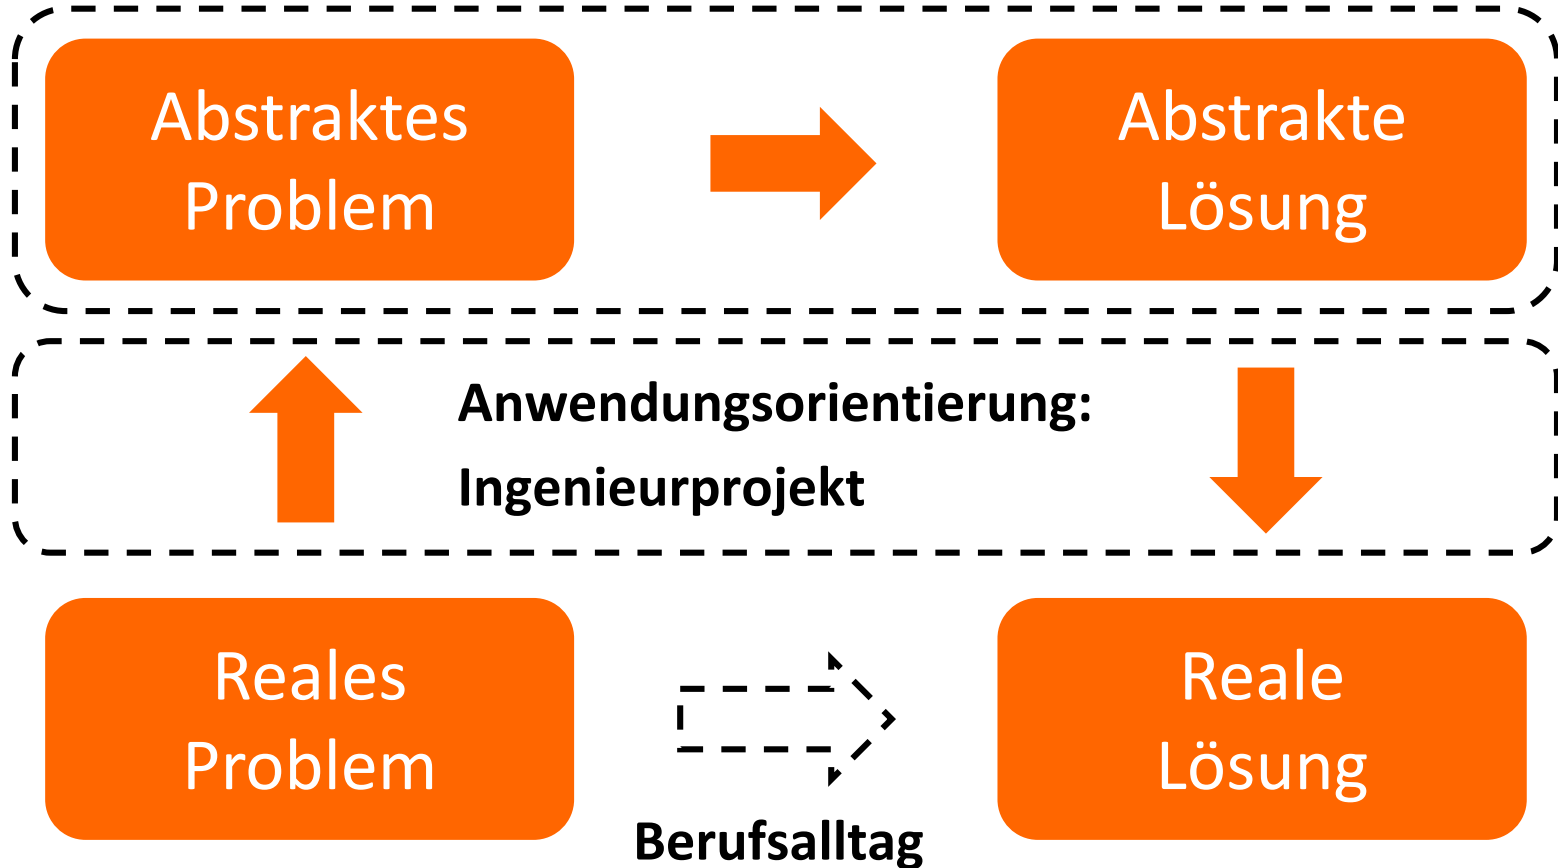 Abstraktes
Problem
Abstrakte
Lösung
Anwendungsorientierung:
Ingenieurprojekt
Reales
Problem
Reale
Lösung
Berufsalltag